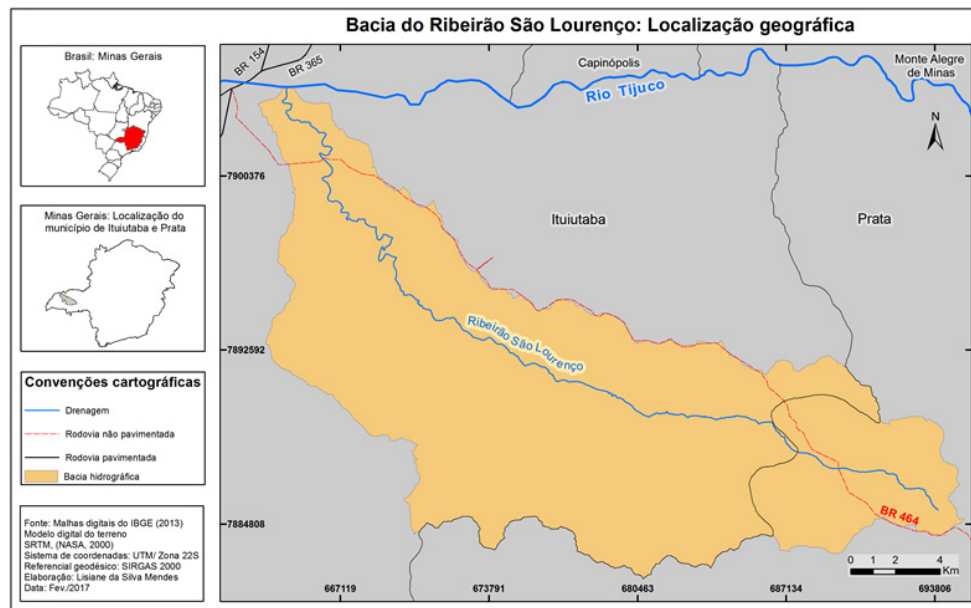 Bacia do Ribeirão São Lourenço: Localização geográfica
Brasil: Minas Gerais
Minas Gerais: Localização do
município de Ituiutaba e Prata
Convenções cartográficas
Drenagem
Rodovia não pavimentada
Rodovia pavimentada
Bacia hidrográfica
Fonte: Malhas digitais do IBGE (2013)
Modelo digital do terreno
SRTM, (NASA, 2000)
Sistema de coordenadas: UTM/ Zona 22S
Referencial geodésico: SIRGAS 2000
Elaboração: Lisiane da Silva Mendes
Data: Fev./2017
BR 154
BR 365
Capinópolis
Monte Alegre
de Minas
Rio Tijuco
N
7900376
Ituiutaba
Prata
Ribeirão São Lourenço
7892592
7884808
BR 464
0 1 2 4
Km
667119
673791
680463
687134
693806